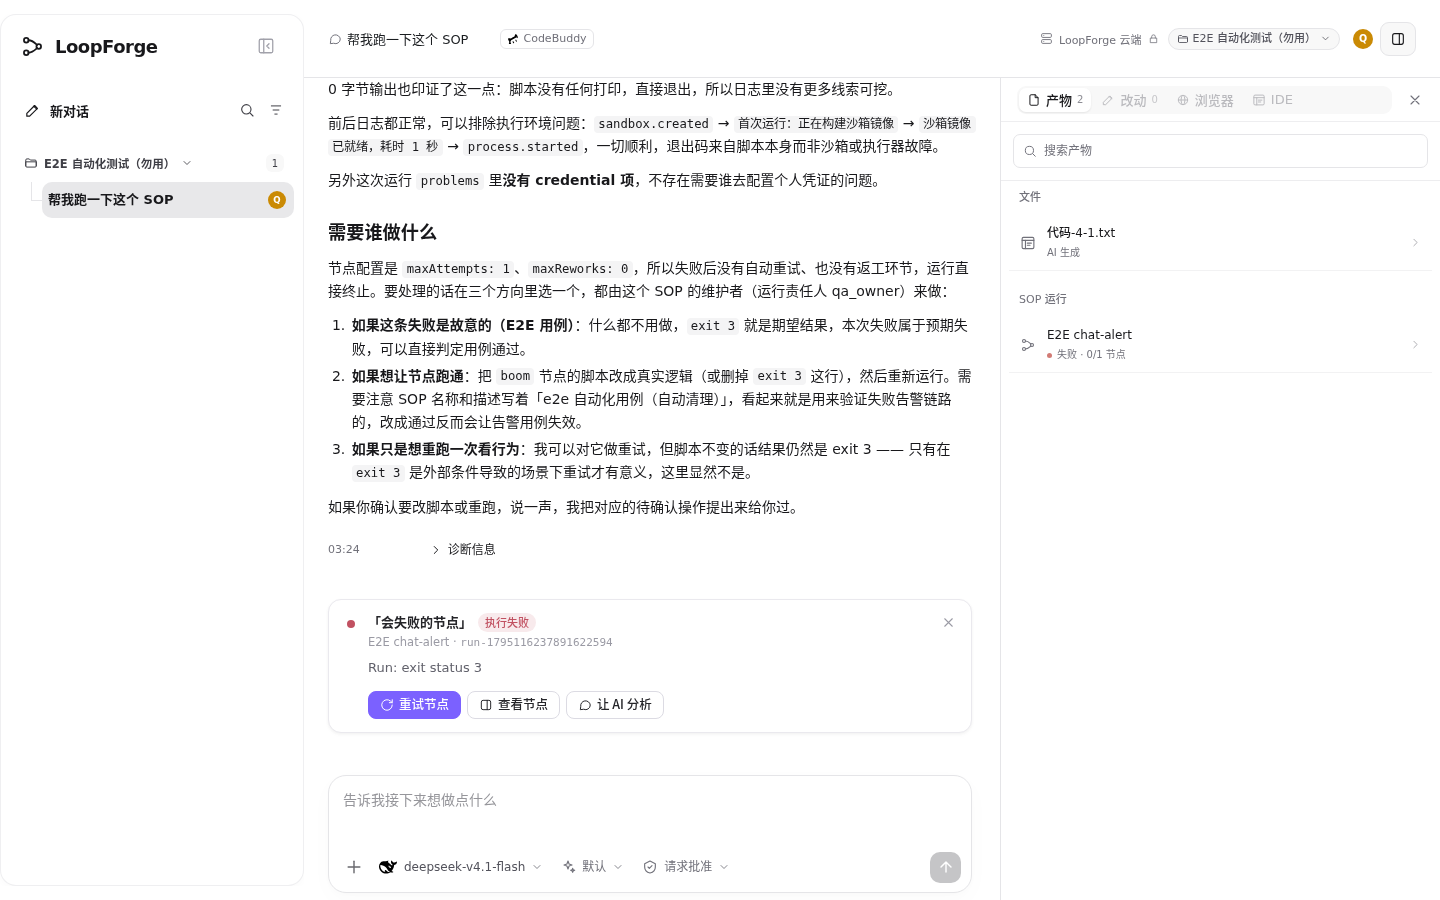 LoopForge
新对话
E2E 自动化测试（勿用）
1
帮我跑一下这个 SOP
Q
帮我跑一下这个 SOP
CodeBuddy
LoopForge 云端
E2E 自动化测试（勿用）
Q
0 字节输出也印证了这一点：脚本没有任何打印，直接退出，所以日志里没有更多线索可挖。
前后日志都正常，可以排除执行环境问题：sandbox.created → 首次运行：正在构建沙箱镜像 → 沙箱镜像
已就绪，耗时 1 秒 → process.started，一切顺利，退出码来自脚本本身而非沙箱或执行器故障。
另外这次运行 problems 里没有 credential 项，不存在需要谁去配置个人凭证的问题。
需要谁做什么
节点配置是 maxAttempts: 1、maxReworks: 0，所以失败后没有自动重试、也没有返工环节，运行直
接终止。要处理的话在三个方向里选一个，都由这个 SOP 的维护者（运行责任人 qa_owner）来做：
1. 如果这条失败是故意的（E2E 用例）：什么都不用做，exit 3 就是期望结果，本次失败属于预期失
败，可以直接判定用例通过。
2. 如果想让节点跑通：把 boom 节点的脚本改成真实逻辑（或删掉 exit 3 这行），然后重新运行。需
要注意 SOP 名称和描述写着「e2e 自动化用例（自动清理）」，看起来就是用来验证失败告警链路
的，改成通过反而会让告警用例失效。
3. 如果只是想重跑一次看行为：我可以对它做重试，但脚本不变的话结果仍然是 exit 3 —— 只有在
exit 3 是外部条件导致的场景下重试才有意义，这里显然不是。
如果你确认要改脚本或重跑，说一声，我把对应的待确认操作提出来给你过。
03:24
诊断信息
「会失败的节点」 执行失败
E2E chat-alert · run-1795116237891622594
Run: exit status 3
重试节点
查看节点
让 AI 分析
告诉我接下来想做点什么
deepseek-v4.1-flash
默认
请求批准
产物 2
改动 0
浏览器
IDE
搜索产物
文件
代码-4-1.txt
AI 生成
SOP 运行
E2E chat-alert
失败 · 0/1 节点